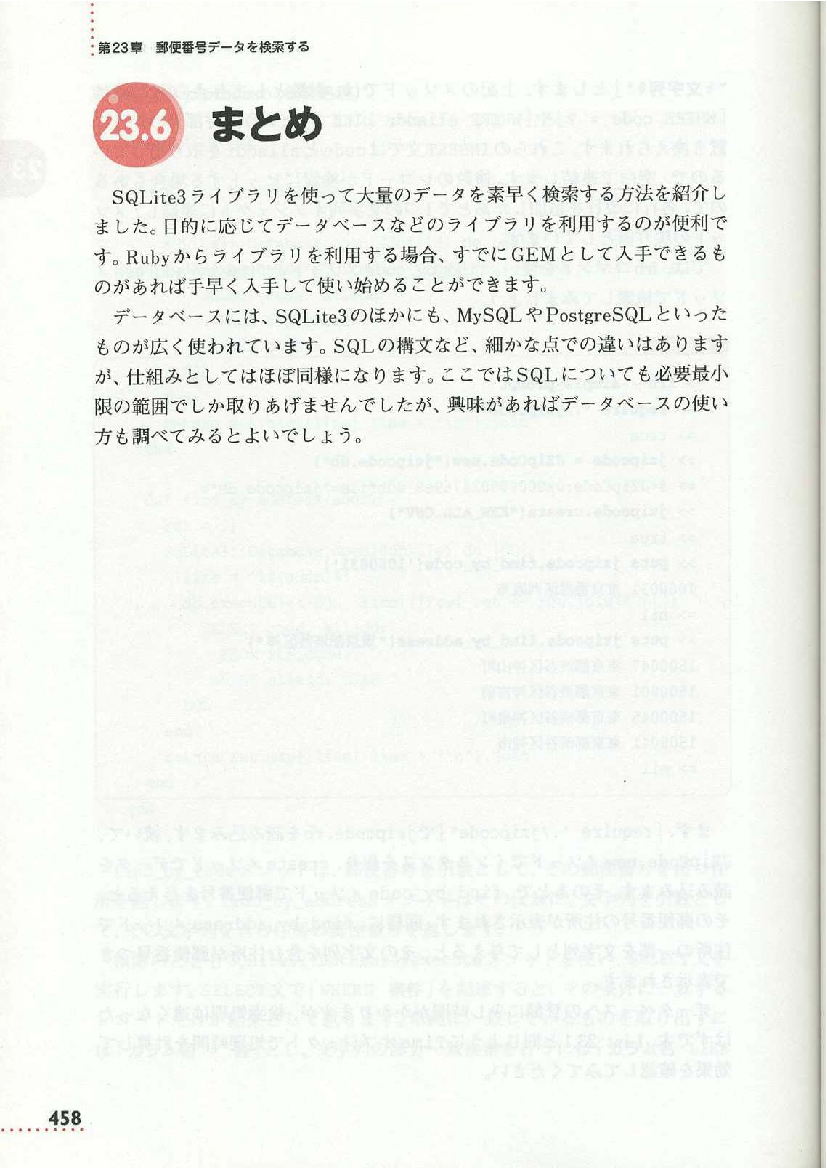 第23章 郵便番号データを検索する
23.6 まとめ
SQLite3ライブラリを使って大量のデータを素早く検索する方法を紹介し
ました。目的に応じてデータベースなどのライブラリを利用するのが便利で
す。Rubyからライブラリを利用する場合、すでにGEMとして入手できるも
のがあれば手早く入手して使い始めることができます。
データベースには、SQLite3のほかにも、MySQLやPostgreSQLといった
ものが広く使われています。SQLの構文など、細かな点での違いはあります
が、仕組みとしてはほぼ同様になります。ここではSQLについても必要最小
限の範囲でしか取りあげませんでしたが、興味があればデータベースの使い
方も調べてみるとよいでしょう。
458